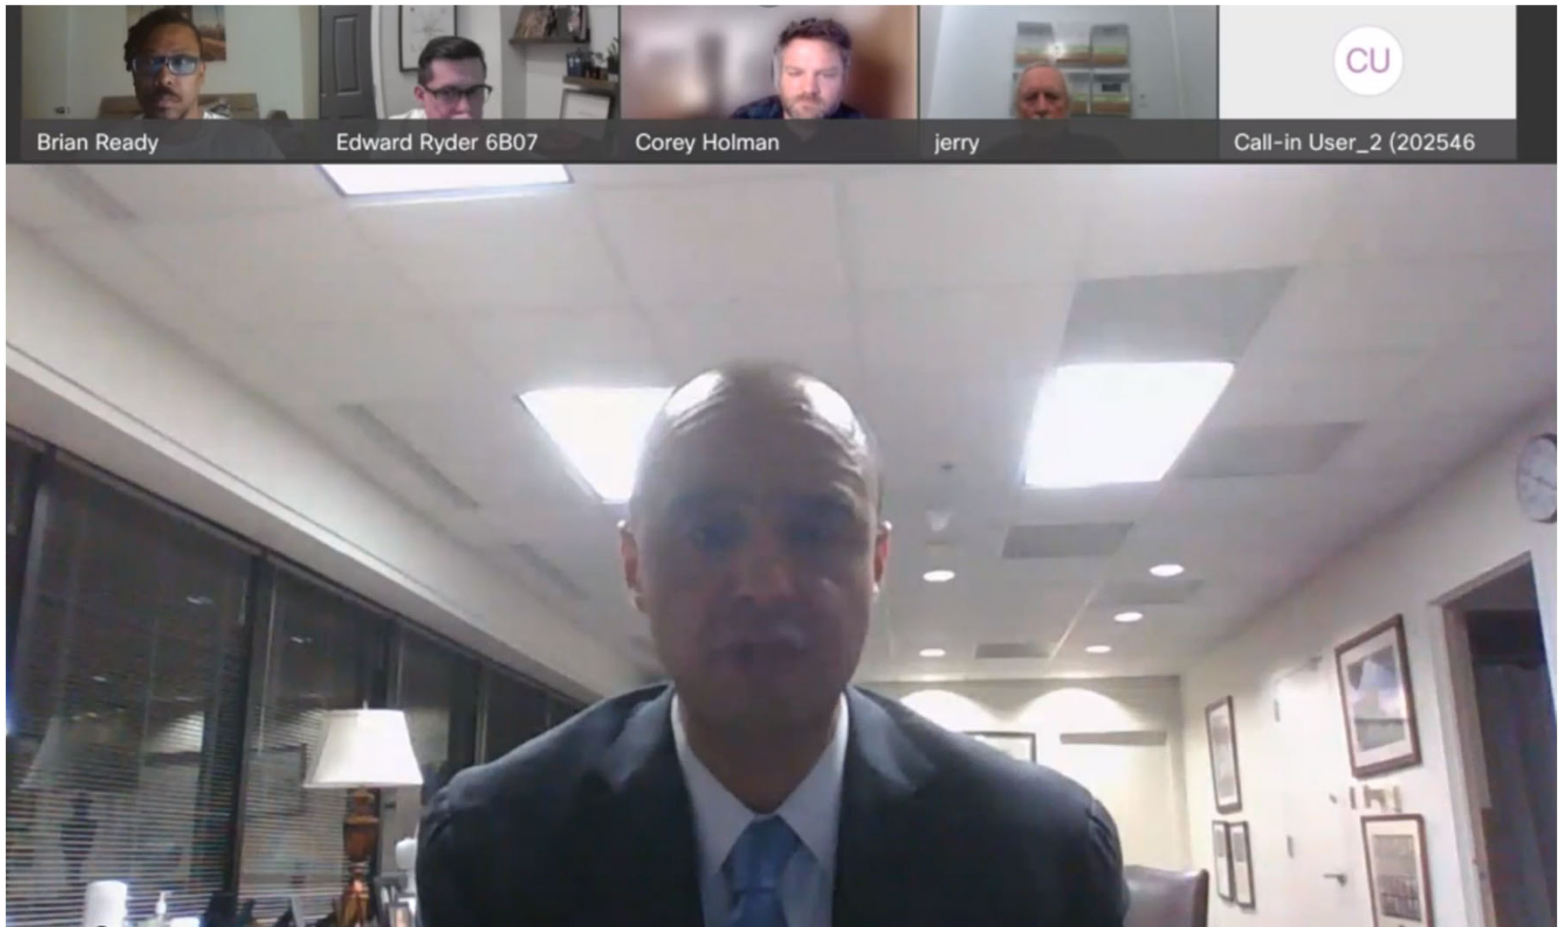 CU
Brian Ready
Edward Ryder 6B07
Corey Holman
jerry
Call-in User_2 (202546